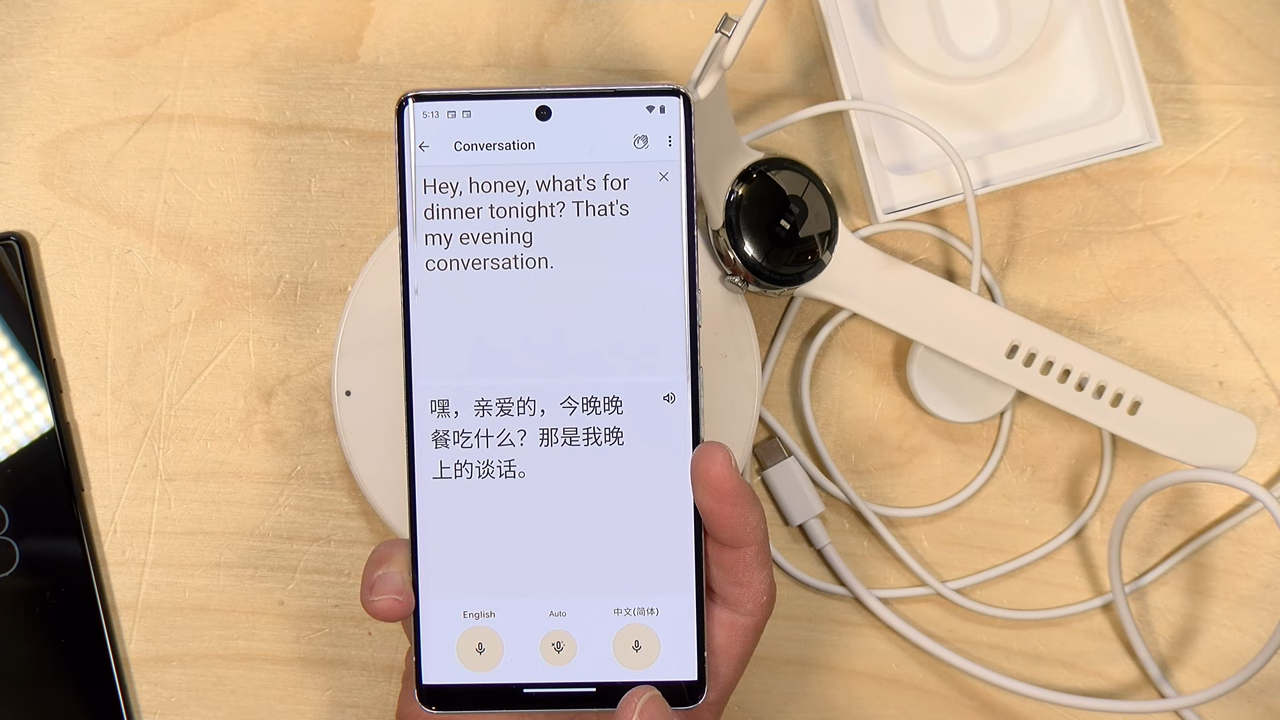 5:13
Conversation
Hey, honey, what's for
dinner tonight? That's
my evening
conversation.
嘿，亲爱的，今晚晚
餐吃什么？那是我晚
上的谈话。
English
Auto
中文(简体)